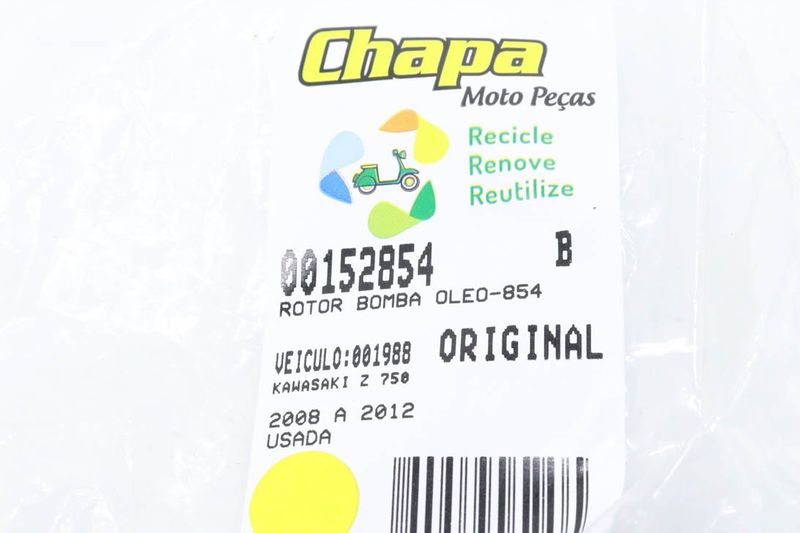 Chapa
Moto Peças
Recicle
Renove
Reutilize
00152854 B
ROTOR BOMBA OLEO-854
VEICULO:001988 ORIGINAL
KAWASAKI Z 750
2008 A 2012
USADA